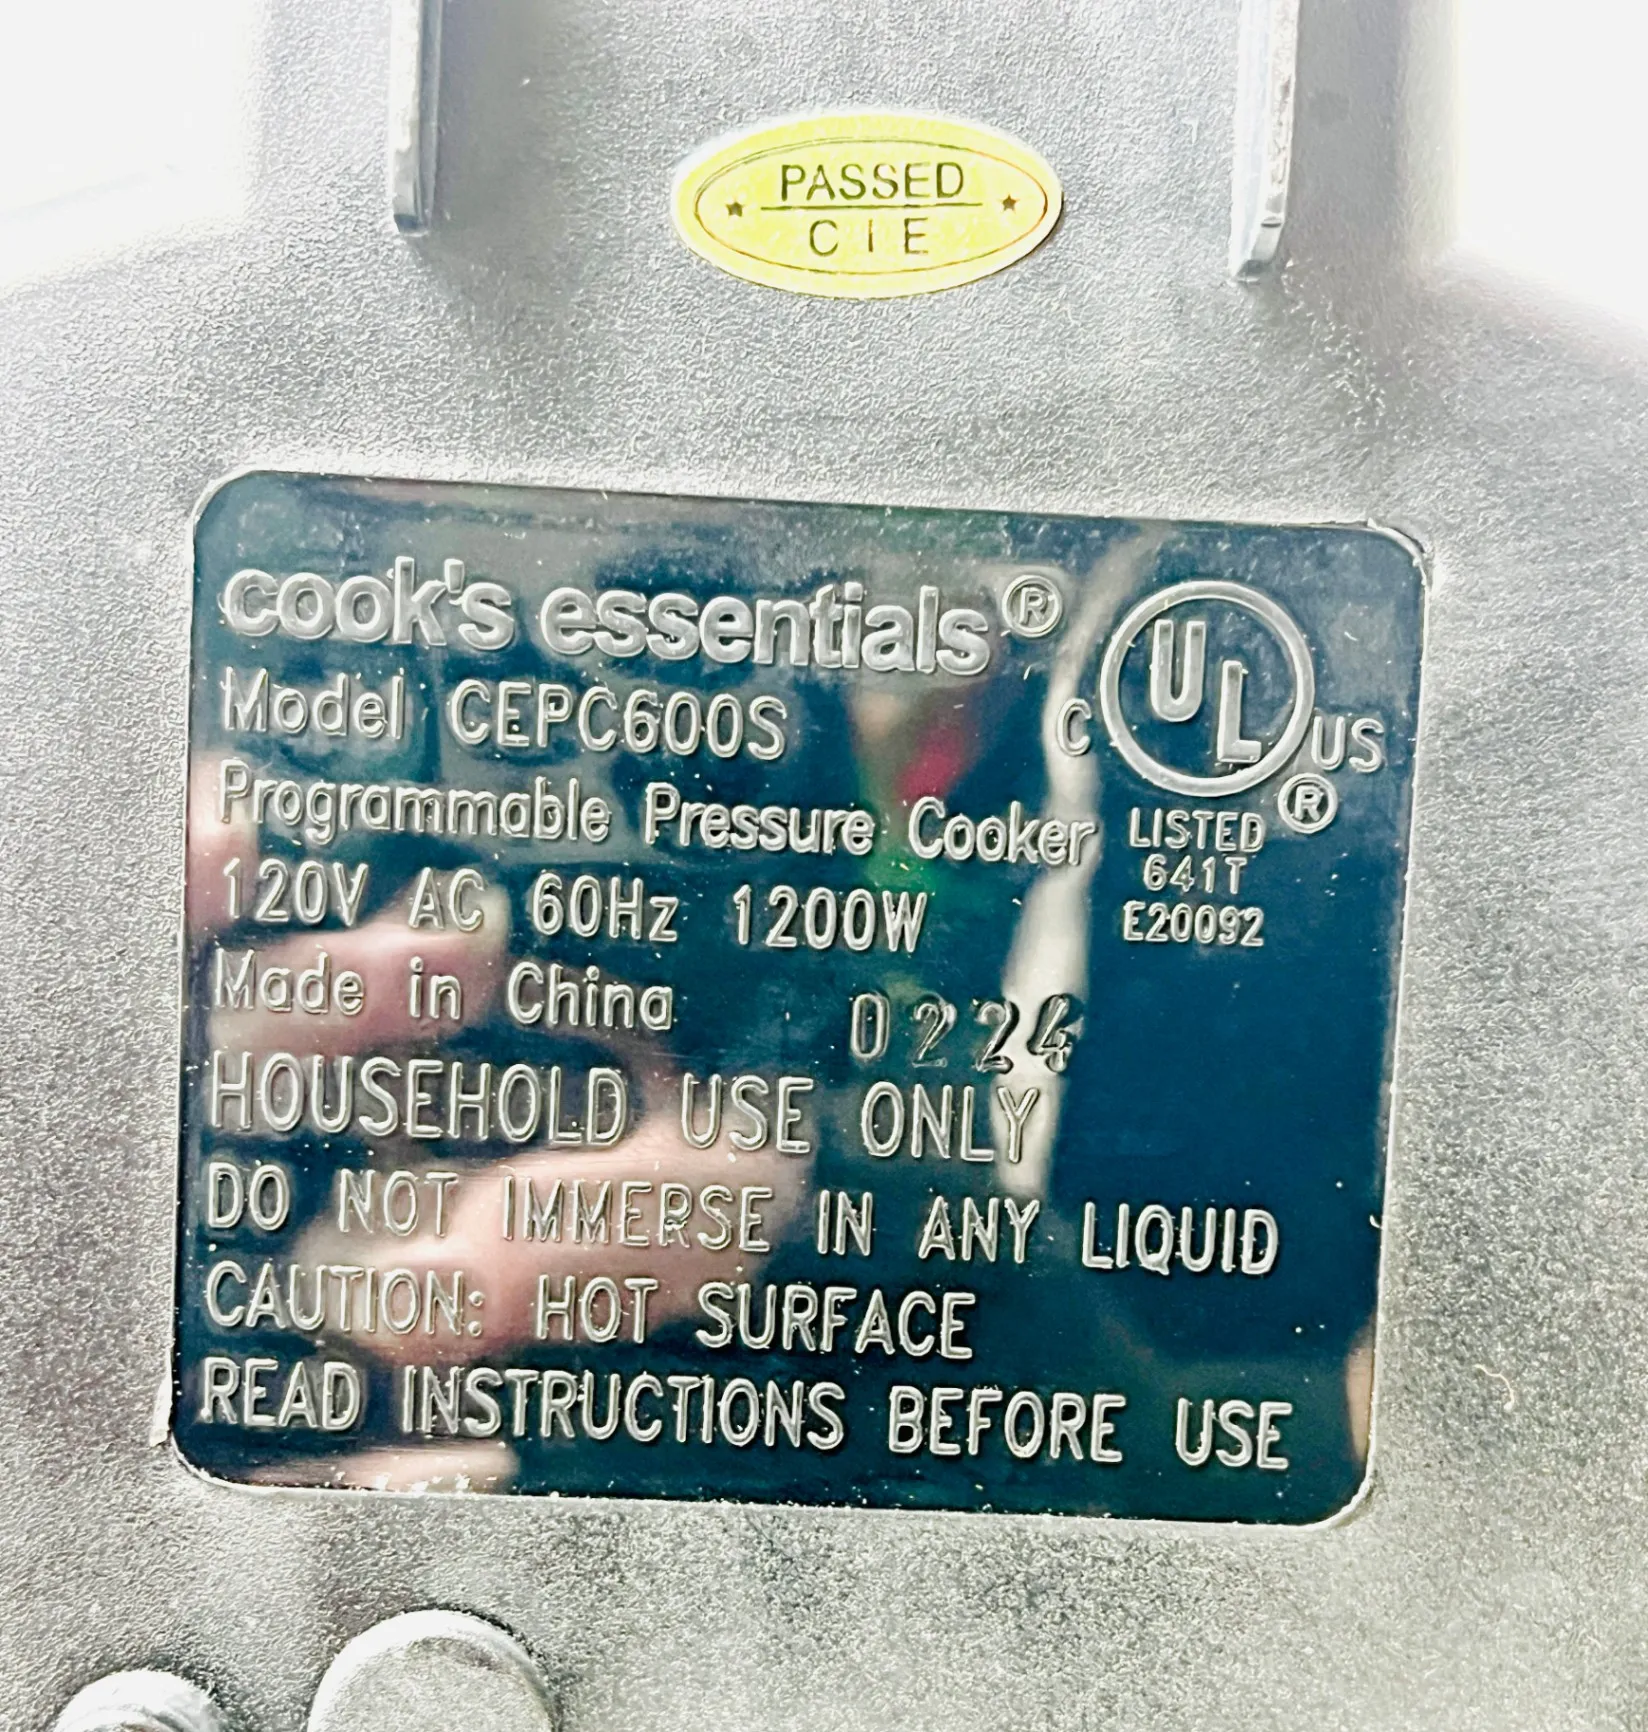 PASSED
C I E
cook's essentials®
Model CEPC600S
Programmable Pressure Cooker
120V AC 60Hz 1200W
Made in China 0224
HOUSEHOLD USE ONLY
DO NOT IMMERSE IN ANY LIQUID
CAUTION: HOT SURFACE
READ INSTRUCTIONS BEFORE USE
C UL US ®
LISTED
641T
E20092